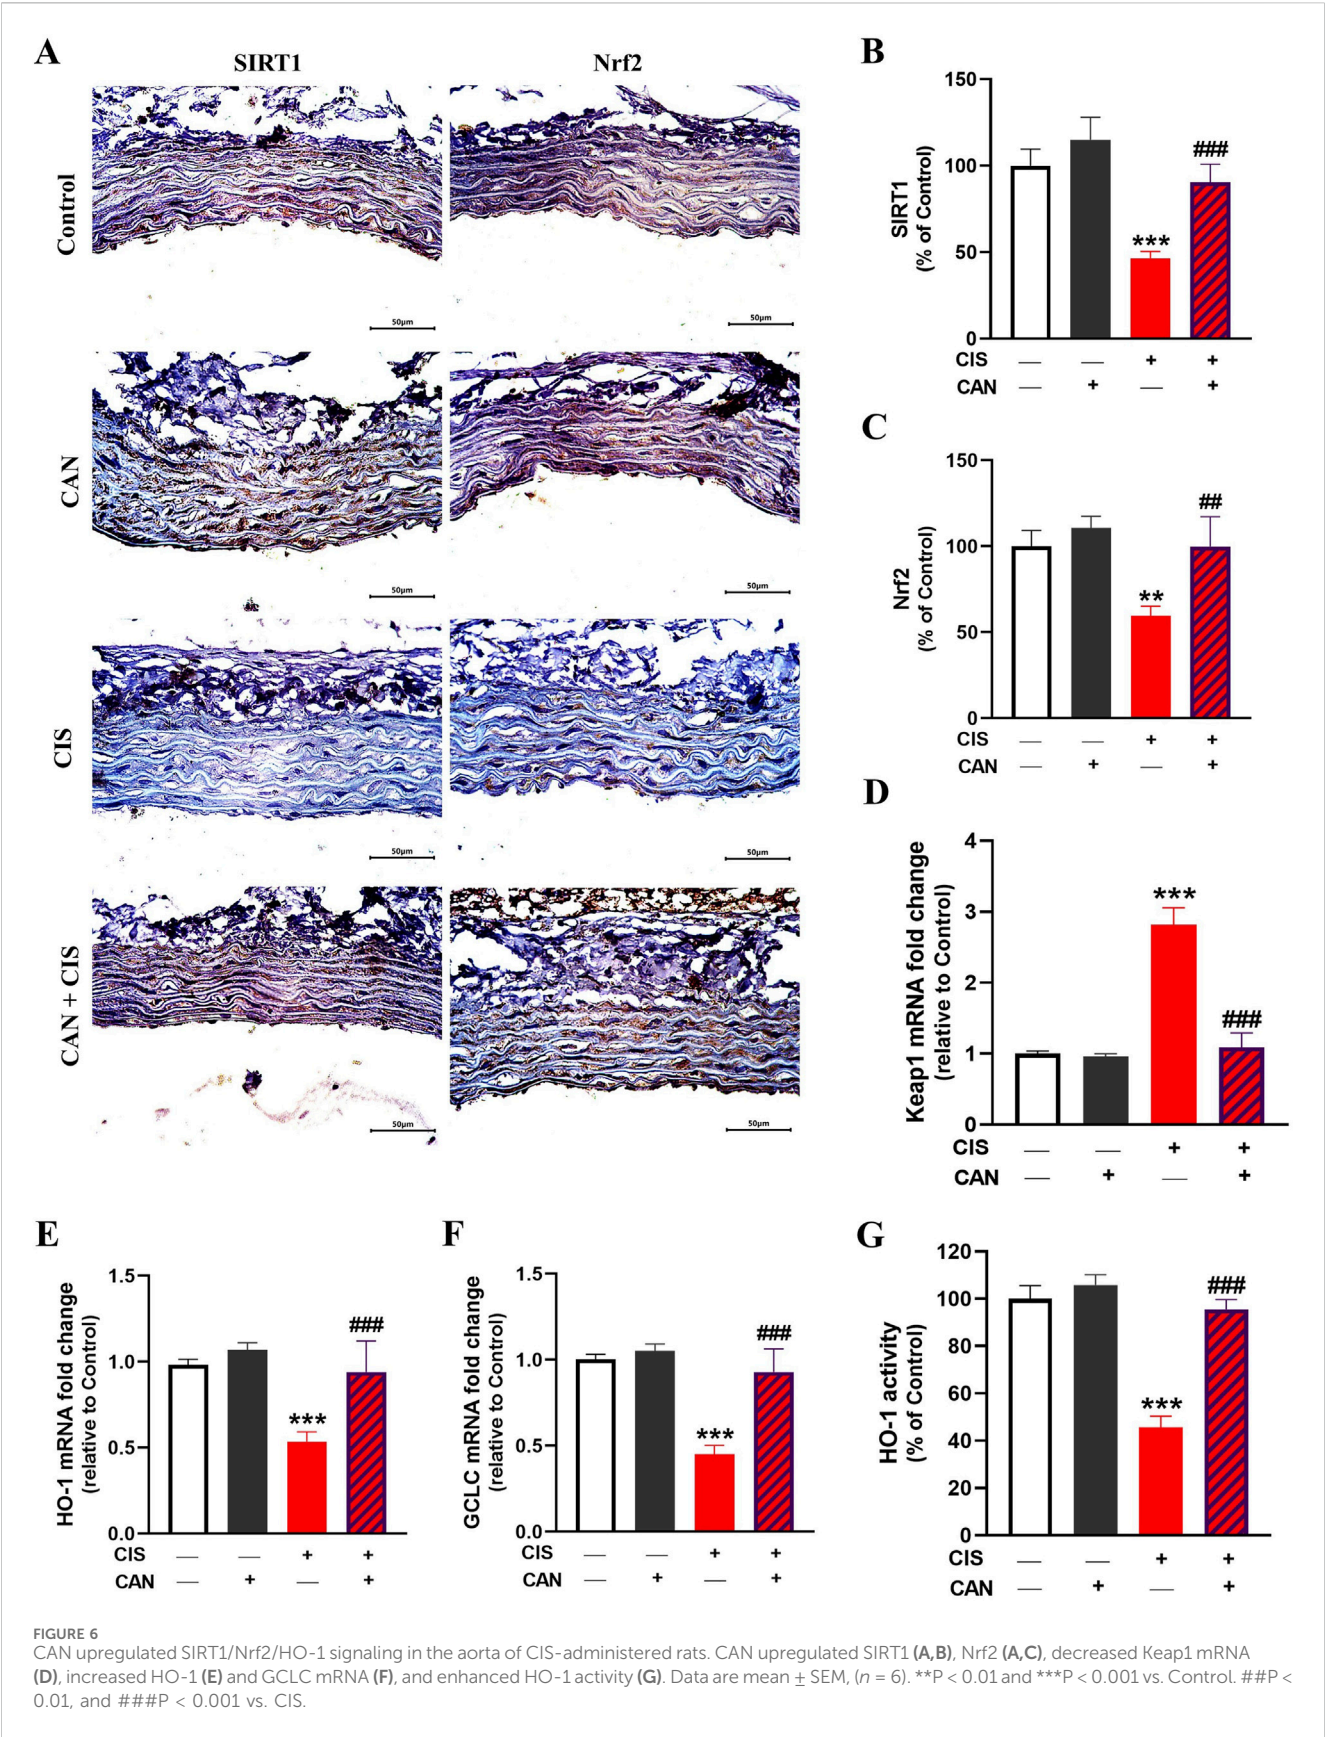 A
SIRT1
Nrf2
Control
50µm
50µm
CAN
50µm
50µm
CIS
50µm
50µm
CAN + CIS
50µm
50µm
B
SIRT1
(% of Control)
150
100
50
0
***
###
CIS — — + +
CAN — + — +
C
Nrf2
(% of Control)
150
100
50
0
**
##
CIS — — + +
CAN — + — +
D
Keap1 mRNA fold change
(relative to Control)
4
3
2
1
0
***
###
CIS — — + +
CAN — + — +
E
HO-1 mRNA fold change
(relative to Control)
1.5
1.0
0.5
0.0
***
###
CIS — — + +
CAN — + — +
F
GCLC mRNA fold change
(relative to Control)
1.5
1.0
0.5
0.0
***
###
CIS — — + +
CAN — + — +
G
HO-1 activity
(% of Control)
120
100
80
60
40
20
0
***
###
CIS — — + +
CAN — + — +
FIGURE 6
CAN upregulated SIRT1/Nrf2/HO-1 signaling in the aorta of CIS-administered rats. CAN upregulated SIRT1 (A,B), Nrf2 (A,C), decreased Keap1 mRNA
(D), increased HO-1 (E) and GCLC mRNA (F), and enhanced HO-1 activity (G). Data are mean ± SEM, (n = 6). **P < 0.01 and ***P < 0.001 vs. Control. ##P <
0.01, and ###P < 0.001 vs. CIS.